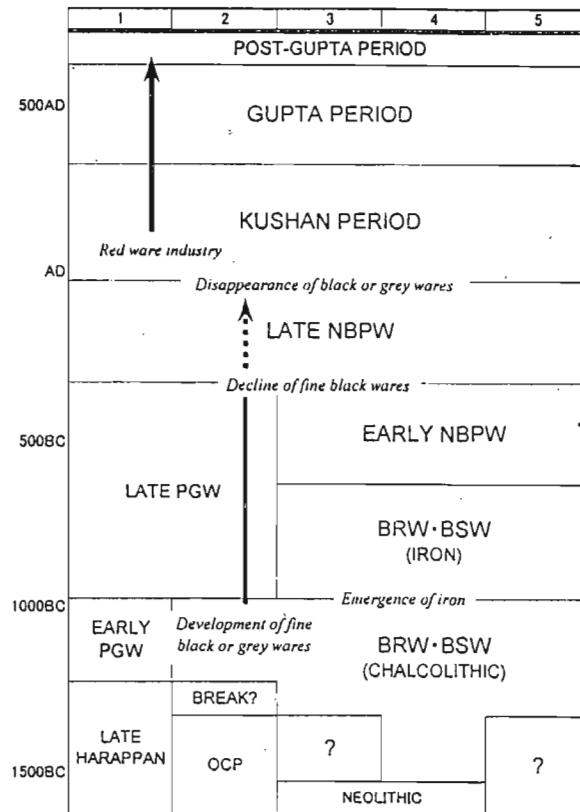 1 2 3 4 5
POST-GUPTA PERIOD
500AD
GUPTA PERIOD
KUSHAN PERIOD
Red ware industry
AD
Disappearance of black or grey wares
LATE NBPW
Decline of fine black wares
500BC
EARLY NBPW
LATE PGW
BRW·BSW
(IRON)
1000BC
Emergence of iron
EARLY
PGW
Development of fine
black or grey wares
BRW·BSW
(CHALCOLITHIC)
BREAK?
LATE
HARAPPAN
OCP
?
?
1500BC
NEOLITHIC